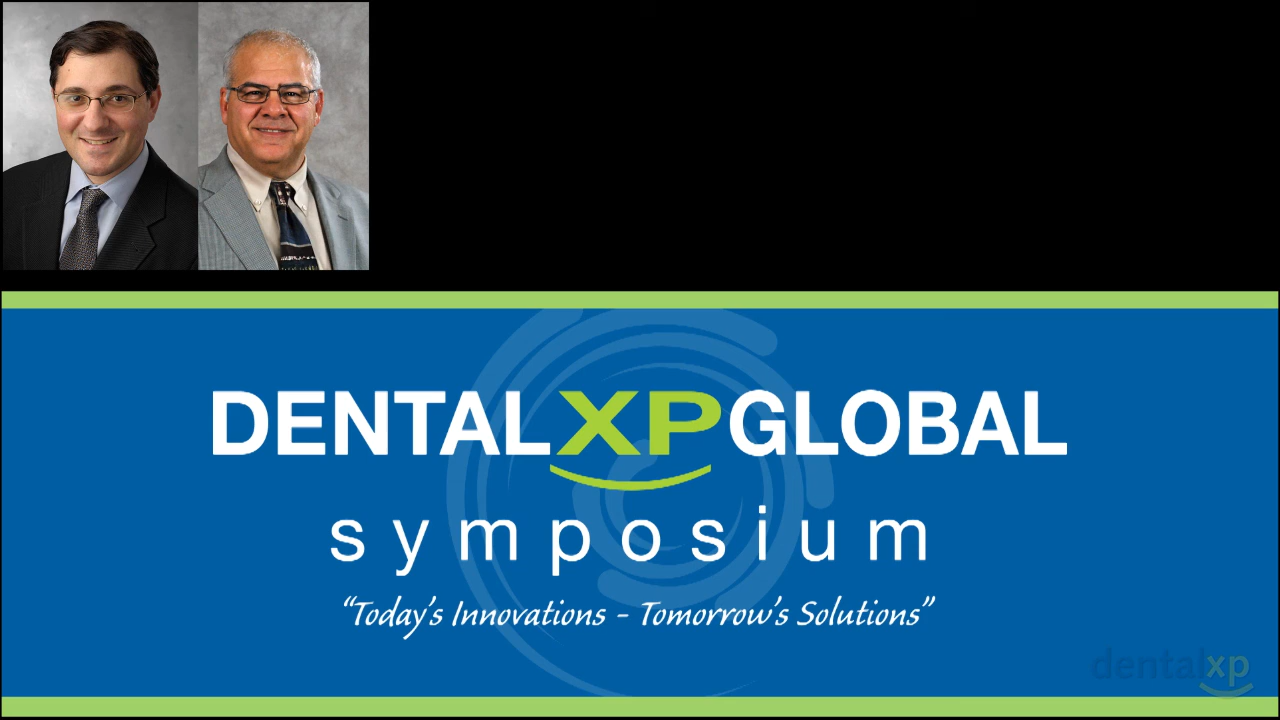 DENTALXPGLOBAL
symposium
“Today’s Innovations – Tomorrow’s Solutions”
dentalxp